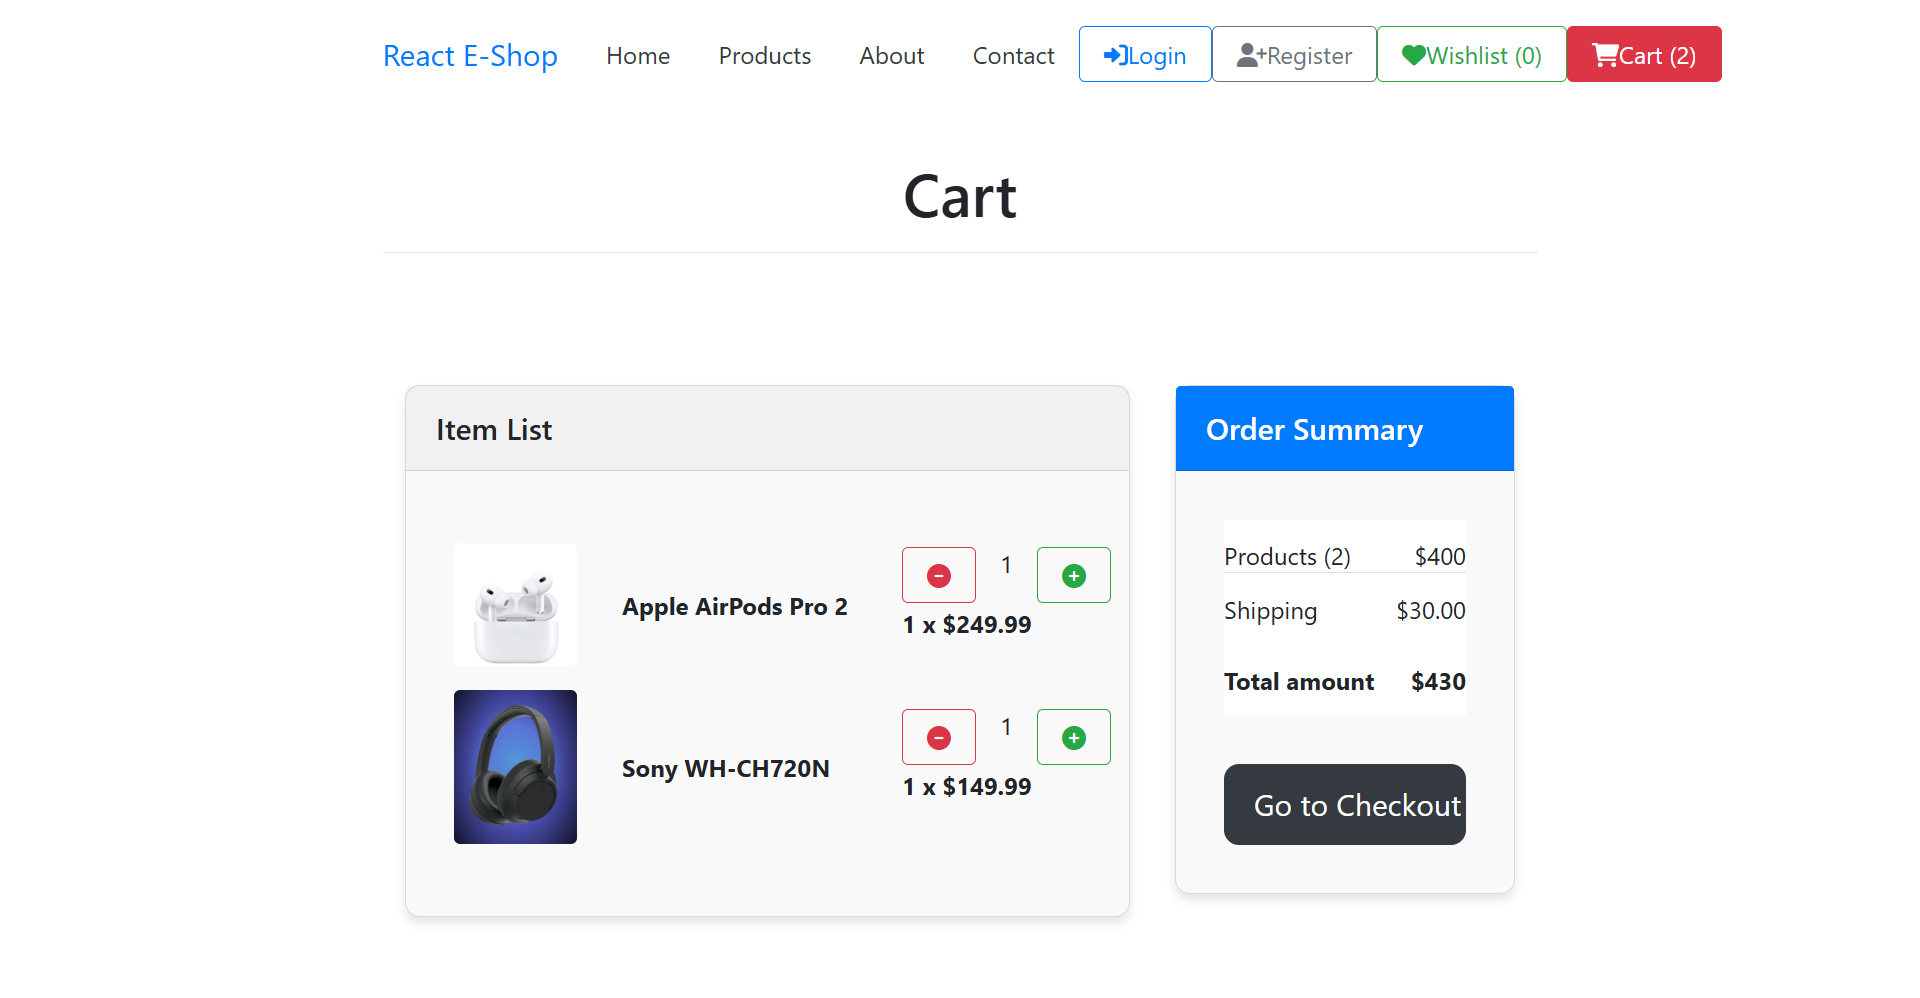 React E-Shop Home Products About Contact Login Register Wishlist (0) Cart (2)
Cart
Item List
Apple AirPods Pro 2
1
1 x $249.99
Sony WH-CH720N
1
1 x $149.99
Order Summary
Products (2) $400
Shipping $30.00
Total amount $430
Go to Checkout